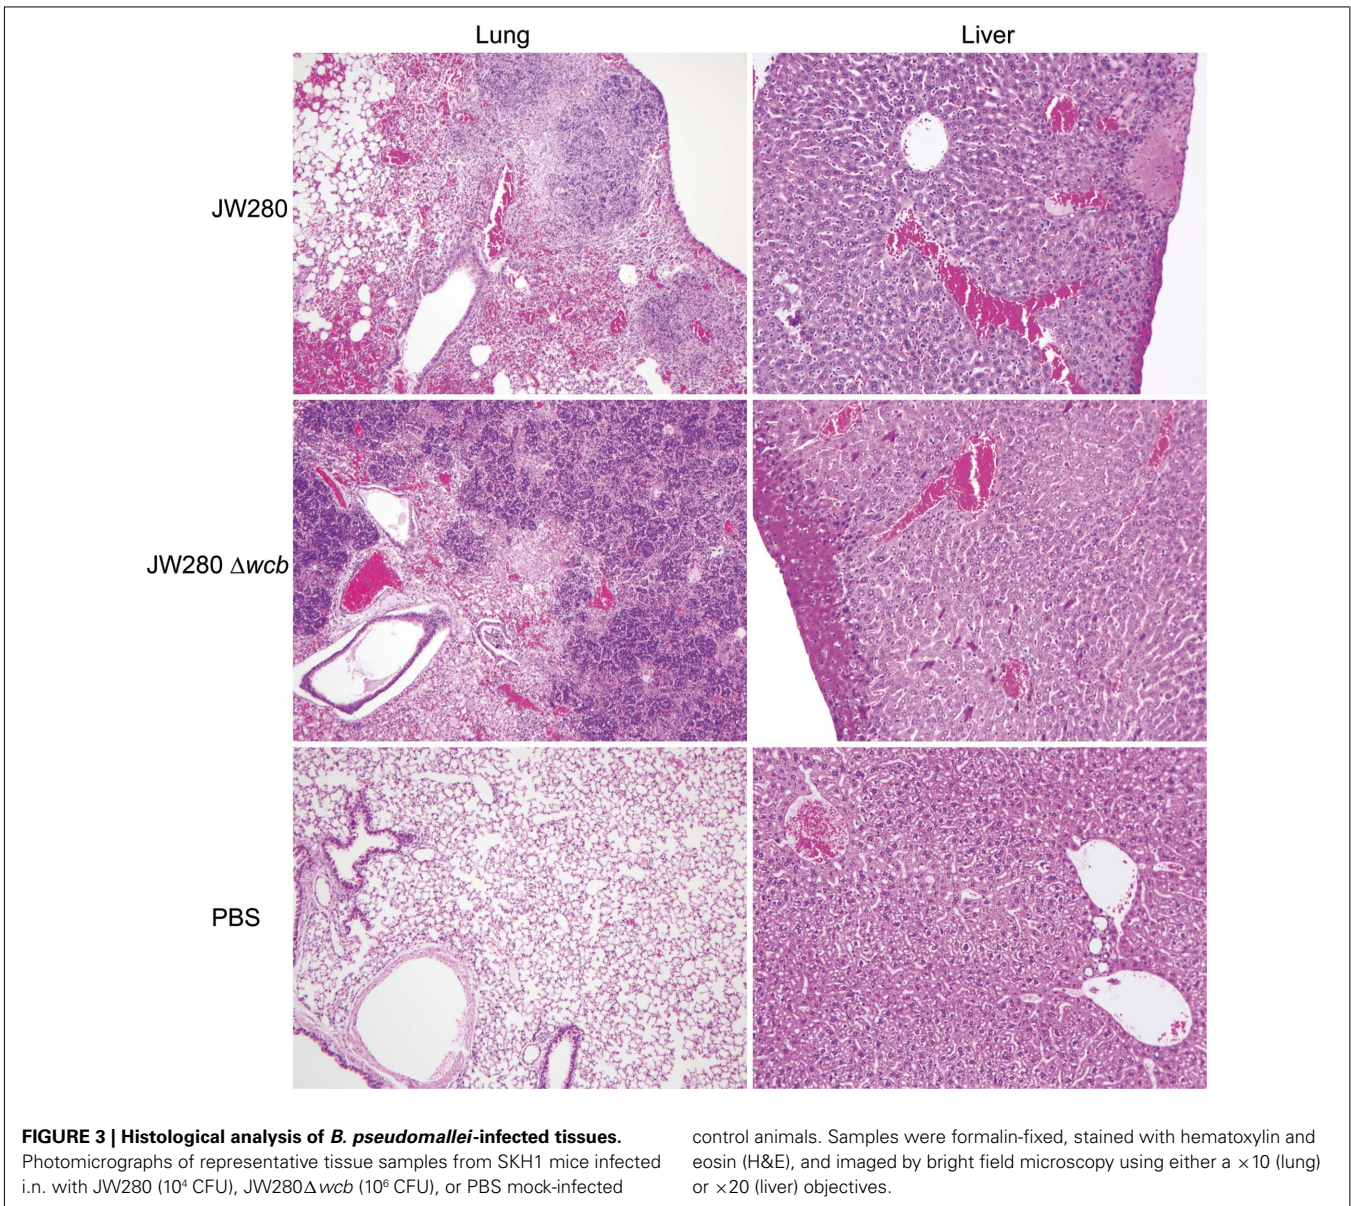 Lung Liver
JW280
JW280 Δwcb
PBS
FIGURE 3 | Histological analysis of B. pseudomallei-infected tissues.
Photomicrographs of representative tissue samples from SKH1 mice infected
i.n. with JW280 (10⁴ CFU), JW280Δwcb (10⁶ CFU), or PBS mock-infected
control animals. Samples were formalin-fixed, stained with hematoxylin and
eosin (H&E), and imaged by bright field microscopy using either a ×10 (lung)
or ×20 (liver) objectives.